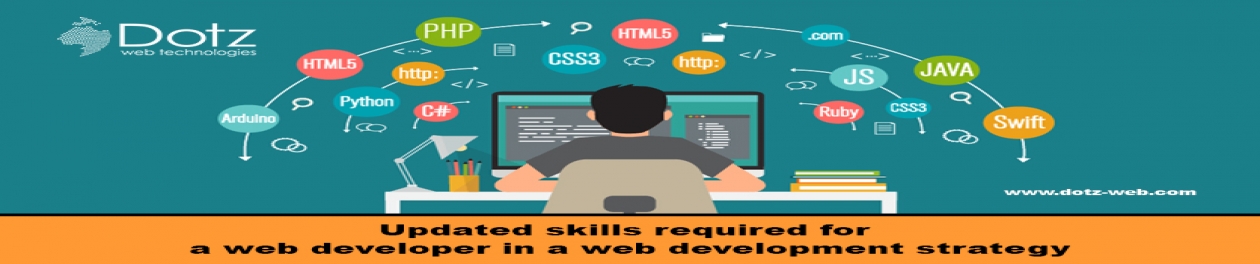 Dotz
web technologies
PHP
HTML5
.com
HTML5
CSS3
http:
http:
JS
JAVA
Python
C#
Ruby
CSS3
Arduino
Swift
www.dotz-web.com
Updated skills required for
a web developer in a web development strategy